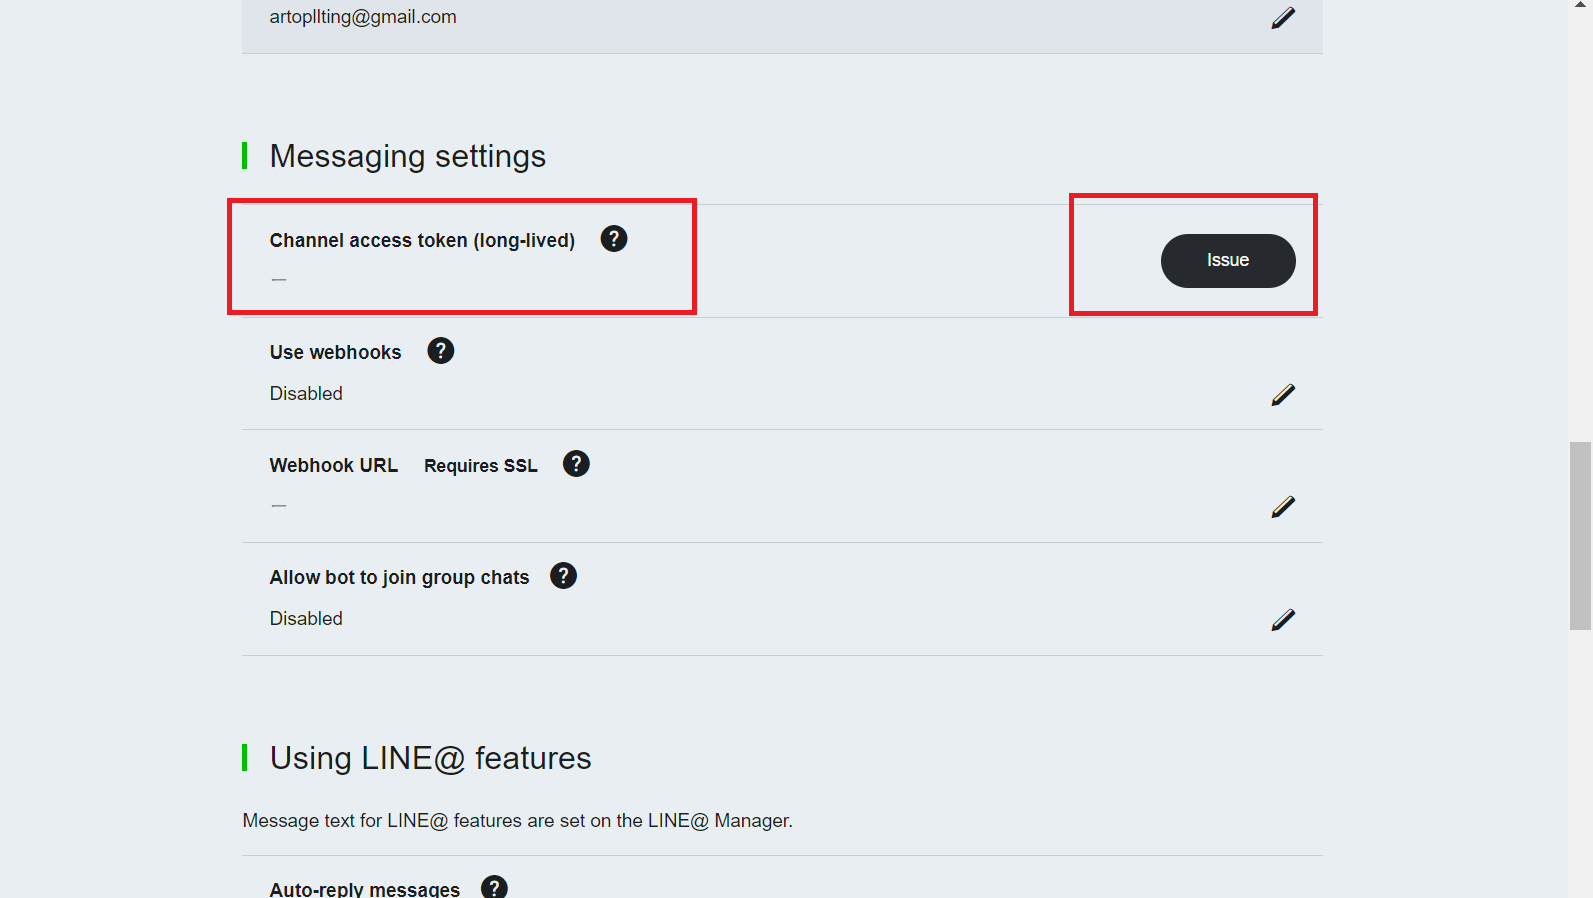 artopllting@gmail.com
Messaging settings
Channel access token (long-lived) ?
—
Issue
Use webhooks ?
Disabled
Webhook URL Requires SSL ?
—
Allow bot to join group chats ?
Disabled
Using LINE@ features
Message text for LINE@ features are set on the LINE@ Manager.
Auto-reply messages ?